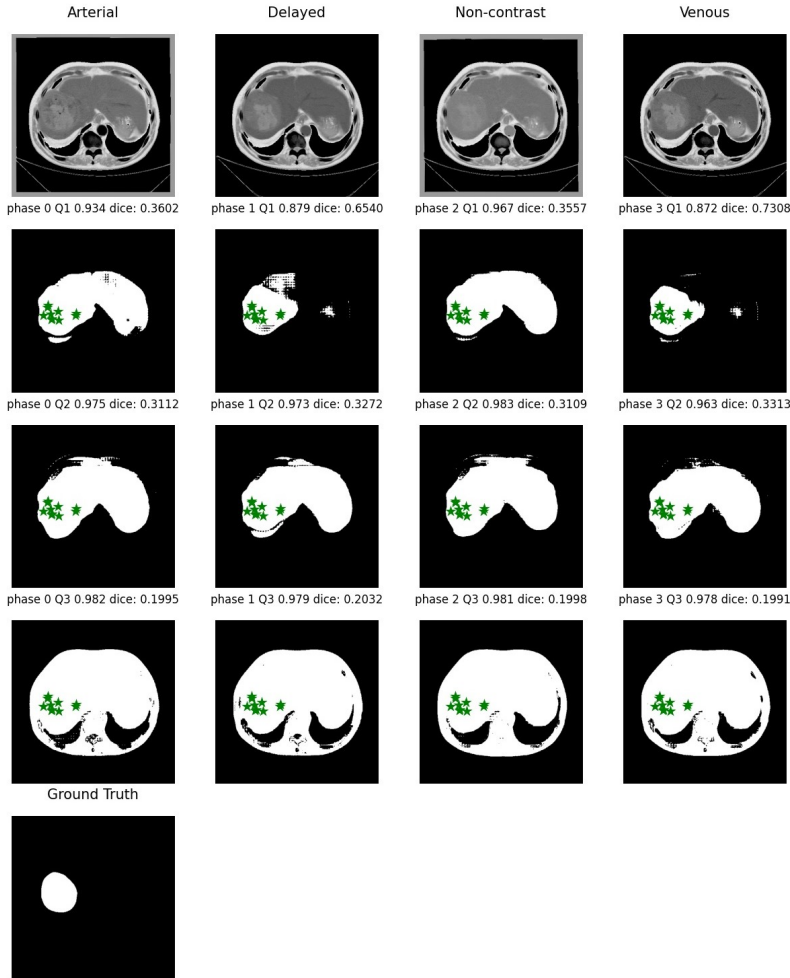 Arterial Delayed Non-contrast Venous
phase 0 Q1 0.934 dice: 0.3602 phase 1 Q1 0.879 dice: 0.6540 phase 2 Q1 0.967 dice: 0.3557 phase 3 Q1 0.872 dice: 0.7308
phase 0 Q2 0.975 dice: 0.3112 phase 1 Q2 0.973 dice: 0.3272 phase 2 Q2 0.983 dice: 0.3109 phase 3 Q2 0.963 dice: 0.3313
phase 0 Q3 0.982 dice: 0.1995 phase 1 Q3 0.979 dice: 0.2032 phase 2 Q3 0.981 dice: 0.1998 phase 3 Q3 0.978 dice: 0.1991
Ground Truth